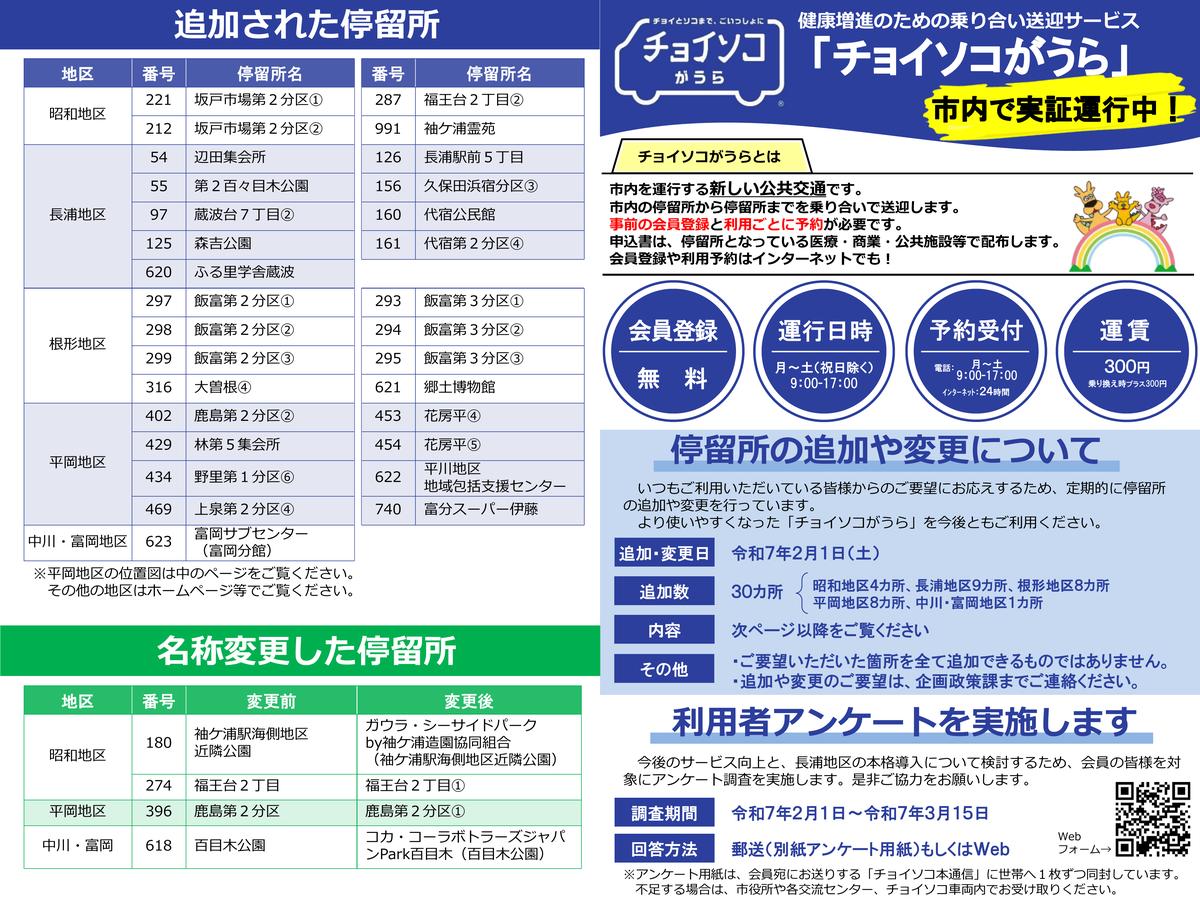 追加された停留所
地区 番号 停留所名 番号 停留所名
昭和地区 221 坂戸市場第２分区① 287 福王台２丁目②
212 坂戸市場第２分区② 991 袖ケ浦霊苑
長浦地区 54 辺田集会所 126 長浦駅前５丁目
55 第２百々目木公園 156 久保田浜宿分区③
97 蔵波台７丁目② 160 代宿公民館
125 森吉公園 161 代宿第２分区④
620 ふる里学舎蔵波
根形地区 297 飯富第２分区① 293 飯富第３分区①
298 飯富第２分区② 294 飯富第３分区②
299 飯富第２分区③ 295 飯富第３分区③
316 大曽根④ 621 郷土博物館
平岡地区 402 鹿島第２分区② 453 花房平④
429 林第５集会所 454 花房平⑤
434 野里第１分区⑥ 622 平川地区
地域包括支援センター
469 上泉第２分区④ 740 富分スーパー伊藤
中川・富岡地区 623 富岡サブセンター
（富岡分館）
※平岡地区の位置図は中のページをご覧ください。
その他の地区はホームページ等でご覧ください。
名称変更した停留所
地区 番号 変更前 変更後
昭和地区 180 袖ケ浦駅海側地区
近隣公園
ガウラ・シーサイドパーク
by袖ケ浦造園協同組合
（袖ケ浦駅海側地区近隣公園）
274 福王台２丁目 福王台２丁目①
平岡地区 396 鹿島第２分区 鹿島第２分区①
中川・富岡 618 百目木公園 コカ・コーラボトラーズジャパ
ンPark百目木（百目木公園）
チョイとソコまで、ごいっしょに
チョイソコ
がうら
®
健康増進のための乗り合い送迎サービス
「チョイソコがうら」
市内で実証運行中！
チョイソコがうらとは
市内を運行する新しい公共交通です。
市内の停留所から停留所までを乗り合いで送迎します。
事前の会員登録と利用ごとに予約が必要です。
申込書は、停留所となっている医療・商業・公共施設等で配布します。
会員登録や利用予約はインターネットでも！
会員登録
無　料
運行日時
月～土（祝日除く）
9:00-17:00
予約受付
電話：月～土
9:00-17:00
インターネット：24時間
運賃
300円
乗り換え時プラス300円
停留所の追加や変更について
いつもご利用いただいている皆様からのご要望にお応えするため、定期的に停留所
の追加や変更を行っています。
より使いやすくなった「チョイソコがうら」を今後ともご利用ください。
追加・変更日 令和7年2月1日（土）
追加数 30カ所 昭和地区4カ所、長浦地区9カ所、根形地区8カ所
平岡地区8カ所、中川・富岡地区1カ所
内容 次ページ以降をご覧ください
その他 ・ご要望いただいた箇所を全て追加できるものではありません。
・追加や変更のご要望は、企画政策課までご連絡ください。
利用者アンケートを実施します
今後のサービス向上と、長浦地区の本格導入について検討するため、会員の皆様を対
象にアンケート調査を実施します。是非ご協力をお願いします。
調査期間 令和7年2月1日～令和7年3月15日
回答方法 郵送（別紙アンケート用紙）もしくはWeb
Web
フォーム→
※アンケート用紙は、会員宛にお送りする「チョイソコ本通信」に世帯へ１枚ずつ同封しています。
不足する場合は、市役所や各交流センター、チョイソコ車両内でお受け取りください。